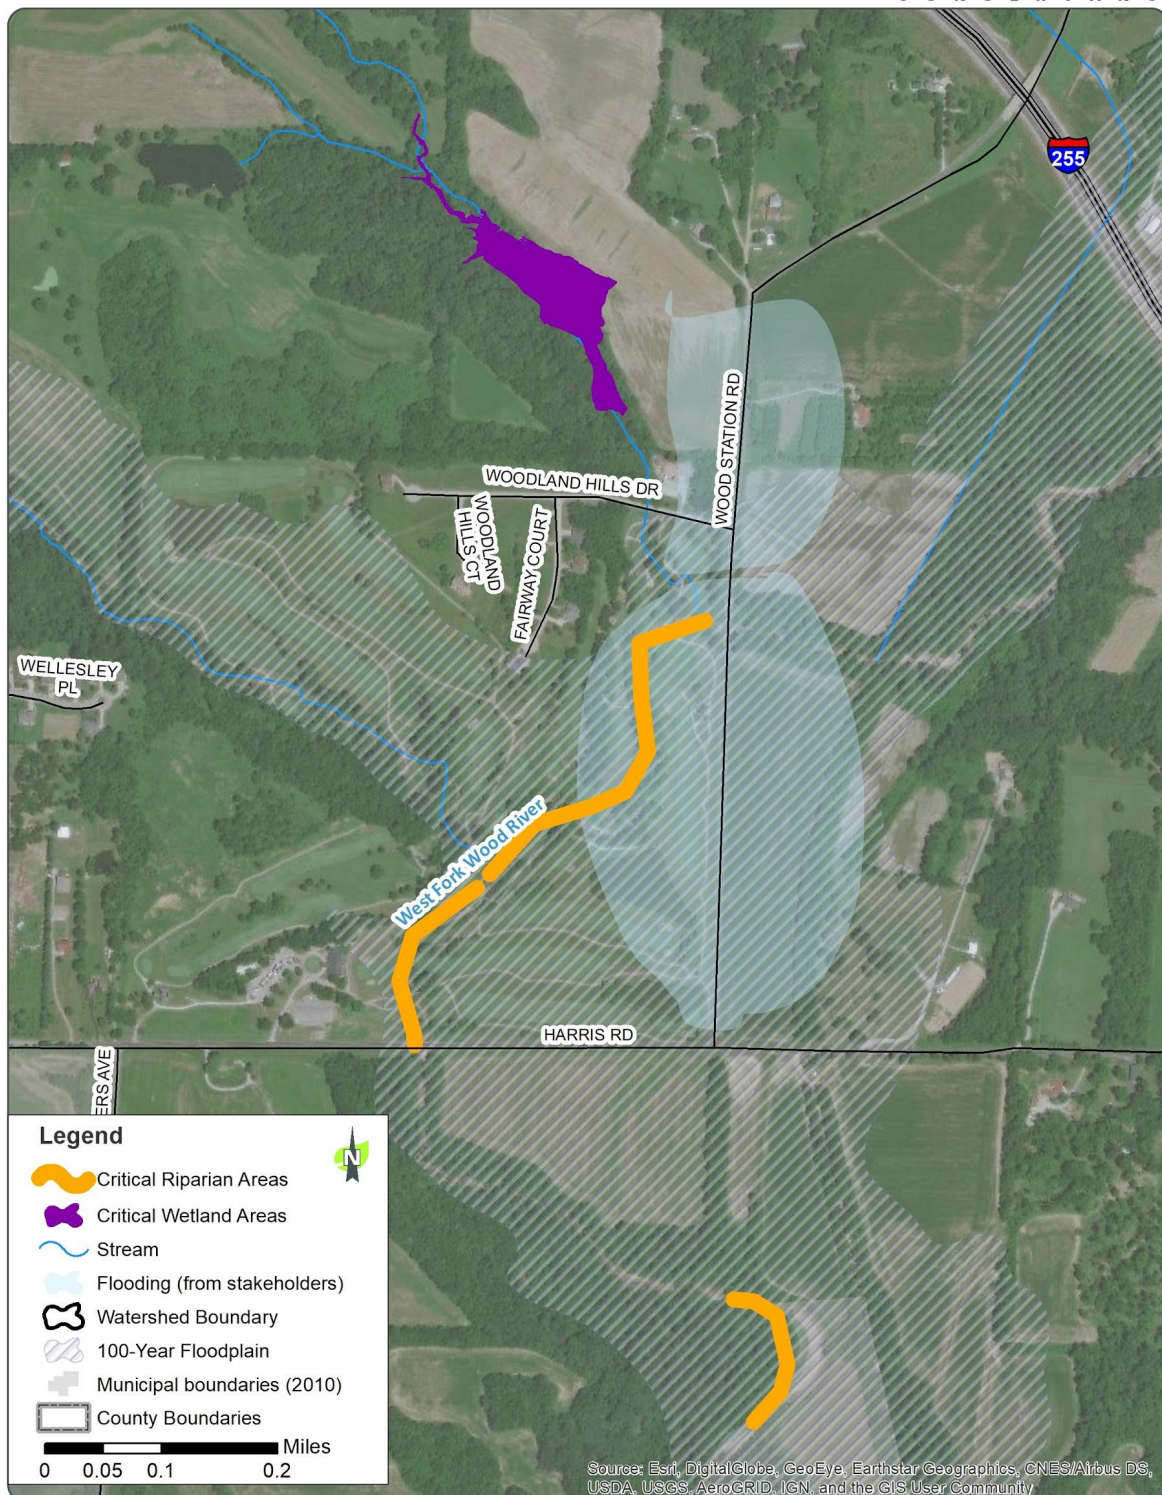 255
WOOD STATION RD
WOODLAND HILLS DR
WOODLAND
HILLS CT
FAIRWAY COURT
WELLESLEY
PL
West Fork Wood River
HARRIS RD
ERS AVE
Legend
N
Critical Riparian Areas
Critical Wetland Areas
Stream
Flooding (from stakeholders)
Watershed Boundary
100-Year Floodplain
Municipal boundaries (2010)
County Boundaries
Miles
0 0.05 0.1 0.2
Source: Esri, DigitalGlobe, GeoEye, Earthstar Geographics, CNES/Airbus DS,
USDA, USGS, AeroGRID, IGN, and the GIS User Community